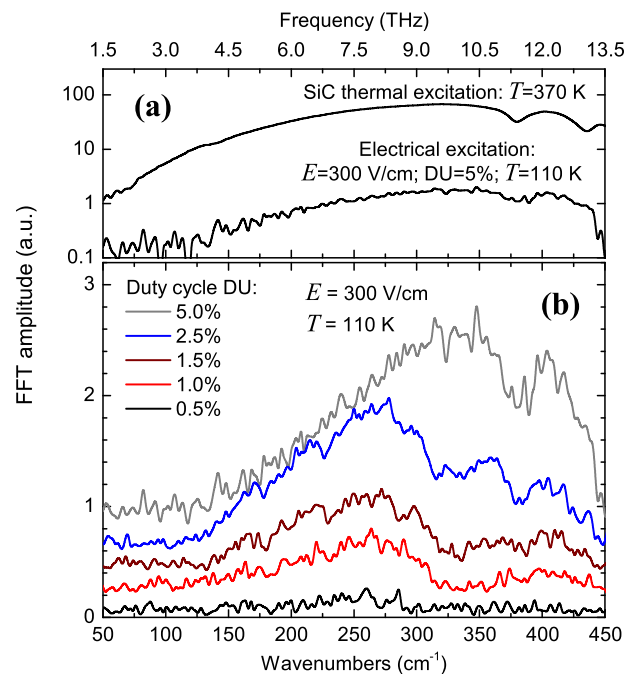 Frequency (THz)
1.5 3.0 4.5 6.0 7.5 9.0 10.5 12.0 13.5
100
10
1
0.1
(a)
SiC thermal excitation: T=370 K
Electrical excitation:
E=300 V/cm; DU=5%; T=110 K
FFT amplitude (a.u.)
3
2
1
0
Duty cycle DU:
5.0%
2.5%
1.5%
1.0%
0.5%
E = 300 V/cm
T = 110 K
(b)
50 100 150 200 250 300 350 400 450
Wavenumbers (cm⁻¹)